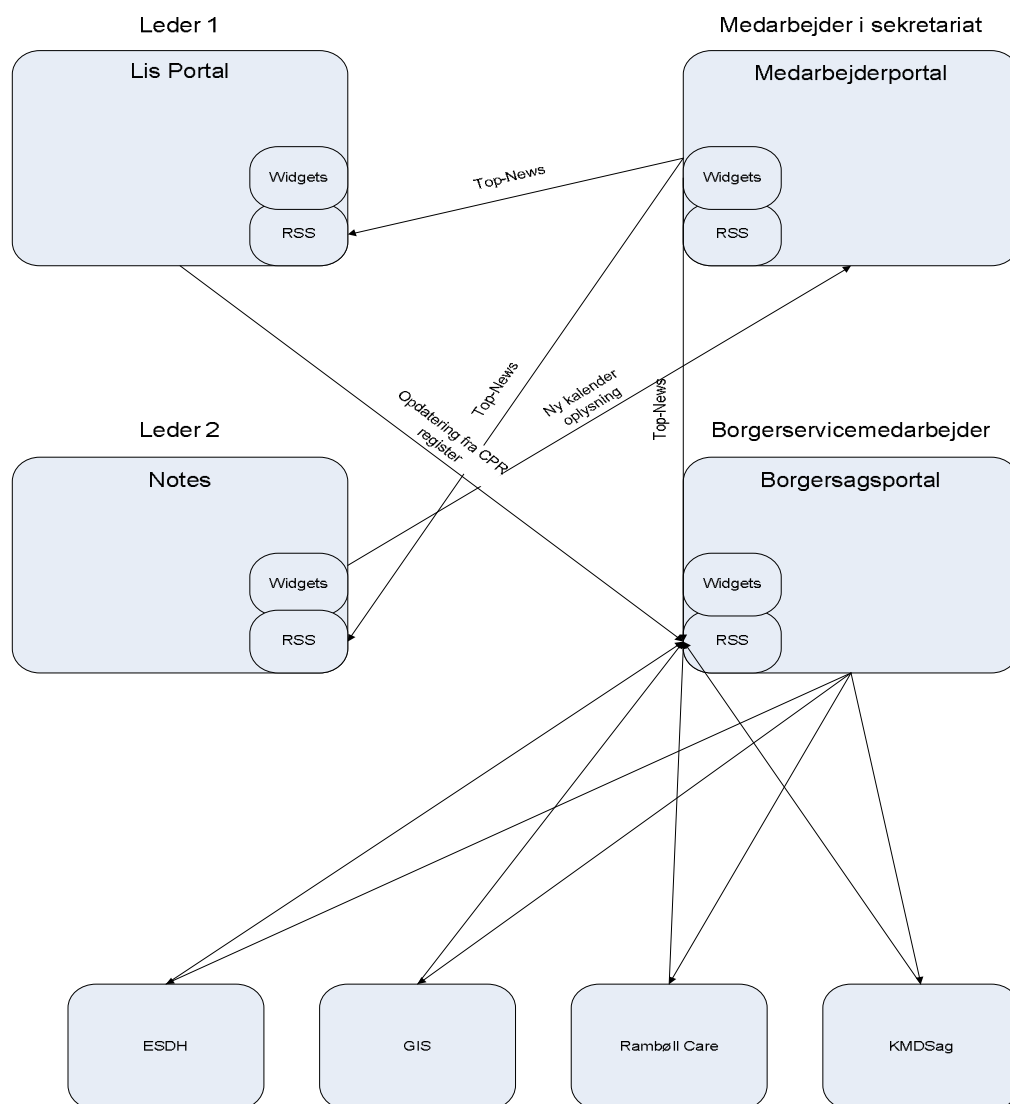 Leder 1
Medarbejder i sekretariat
Lis Portal
Medarbejderportal
Widgets
RSS
Top-News
Widgets
RSS
Top-News
Ny kalender
oplysning
Top-News
Opdatering fra CPR
register
Leder 2
Borgerservicemedarbejder
Notes
Borgersagsportal
Widgets
RSS
Widgets
RSS
ESDH
GIS
Rambøll Care
KMDSag